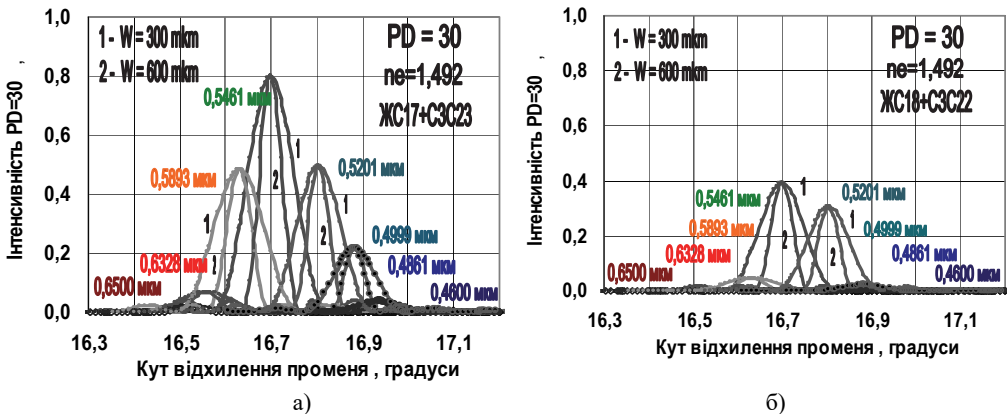 Інтенсивність PD=30 ,
1,0
0,8
0,6
0,4
0,2
0,0
1 - W = 300 mkm
2 - W = 600 mkm
PD = 30
ne=1,492
ЖС17+СЗС23
0,5461 мкм
0,5893 мкм
0,5201 мкм
0,6328 мкм
0,4999 мкм
0,4861 мкм
0,6500 мкм
0,4600 мкм
1
2
1
2
1
2
16,3
16,5
16,7
16,9
17,1
Кут відхилення променя , градуси
а)
Інтенсивність PD=30 ,
1,0
0,8
0,6
0,4
0,2
0,0
1 - W = 300 mkm
2 - W = 600 mkm
PD = 30
ne=1,492
ЖС18+СЗС22
0,5461 мкм
0,5201 мкм
0,5893 мкм
0,4999 мкм
0,6328 мкм
0,4861 мкм
0,6500 мкм
0,4600 мкм
1
2
1
2
16,3
16,5
16,7
16,9
17,1
Кут відхилення променя , градуси
б)